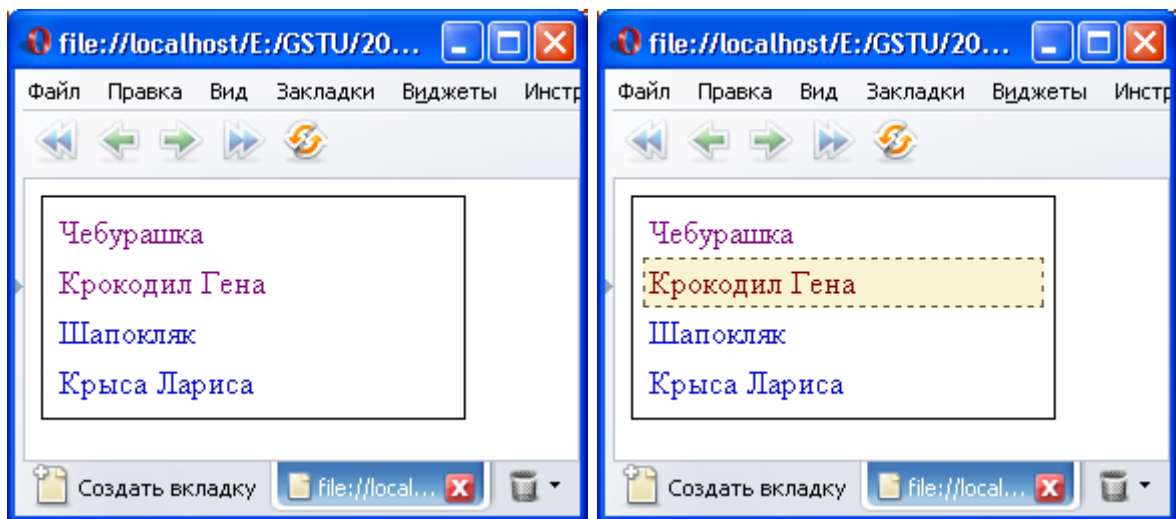 file://localhost/E:/GSTU/20...
Файл Правка Вид Закладки Виджеты Инстр
Чебурашка
Крокодил Гена
Шапокляк
Крыса Лариса
Создать вкладку file://local...
file://localhost/E:/GSTU/20...
Файл Правка Вид Закладки Виджеты Инстр
Чебурашка
Крокодил Гена
Шапокляк
Крыса Лариса
Создать вкладку file://local...